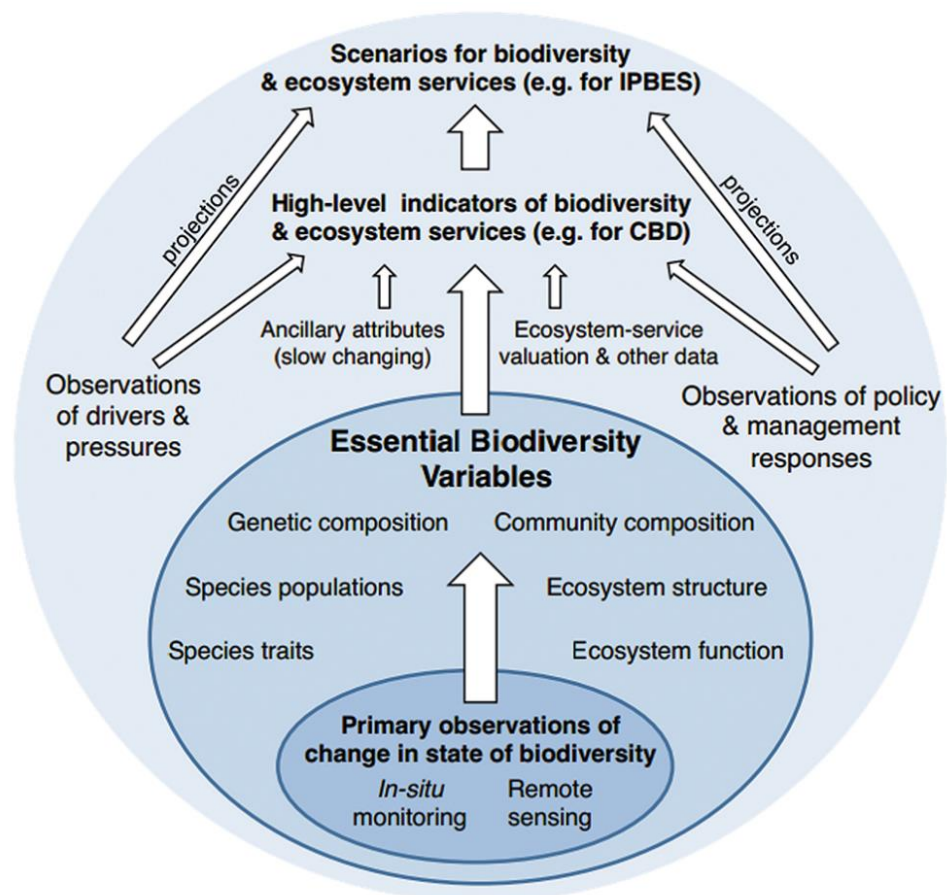 Scenarios for biodiversity
& ecosystem services (e.g. for IPBES)
projections
projections
High-level indicators of biodiversity
& ecosystem services (e.g. for CBD)
Ancillary attributes
(slow changing)
Ecosystem-service
valuation & other data
Observations
of drivers &
pressures
Observations of policy
& management
responses
Essential Biodiversity
Variables
Genetic composition
Community composition
Species populations
Ecosystem structure
Species traits
Ecosystem function
Primary observations of
change in state of biodiversity
In-situ
monitoring
Remote
sensing